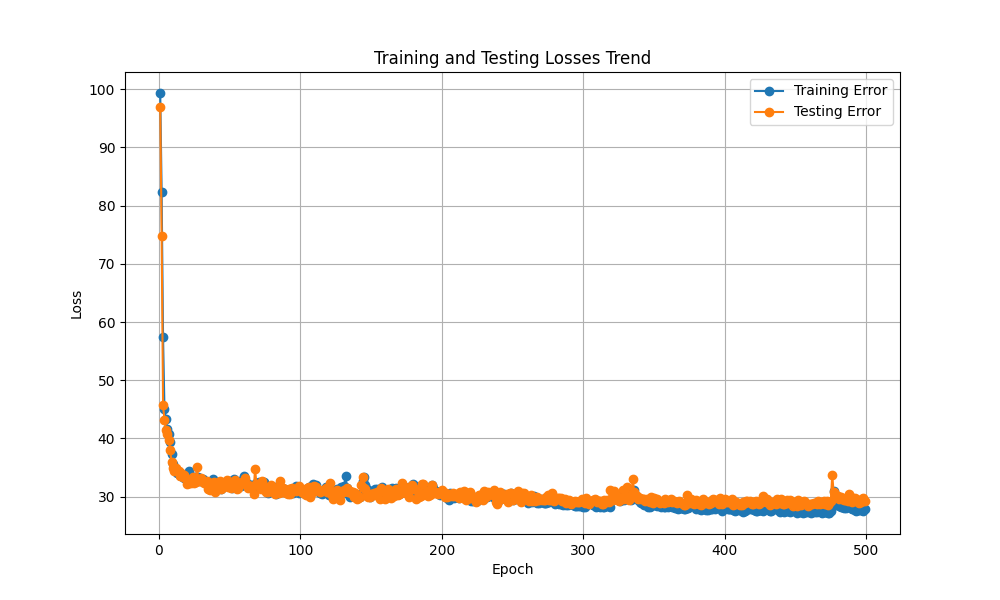 Training and Testing Losses Trend
Training Error
Testing Error
100
90
80
70
60
50
40
30
Loss
0 100 200 300 400 500
Epoch